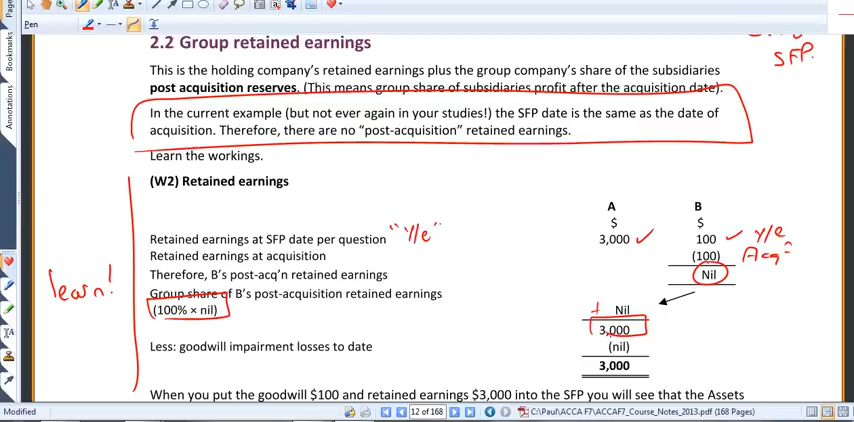 Pages
Bookmarks
Annotations
Pen
SFP.
2.2 Group retained earnings
This is the holding company's retained earnings plus the group company's share of the subsidiaries
post acquisition reserves. (This means group share of subsidiaries profit after the acquisition date).
In the current example (but not ever again in your studies!) the SFP date is the same as the date of
acquisition. Therefore, there are no "post-acquisition" retained earnings.
Learn the workings.
(W2) Retained earnings
A B
$ $
Retained earnings at SFP date per question "Y/e" 3,000 100 Y/e
Retained earnings at acquisition (100) Acq
Therefore, B's post-acq'n retained earnings Nil
learn!
Group share of B's post-acquisition retained earnings
(100% × nil) + Nil
3,000
Less: goodwill impairment losses to date (nil)
3,000
When you put the goodwill $100 and retained earnings $3,000 into the SFP you will see that the Assets
Modified 12 of 168 C:\Paul\ACCA F7\ACCAF7_Course_Notes_2013.pdf (168 Pages)